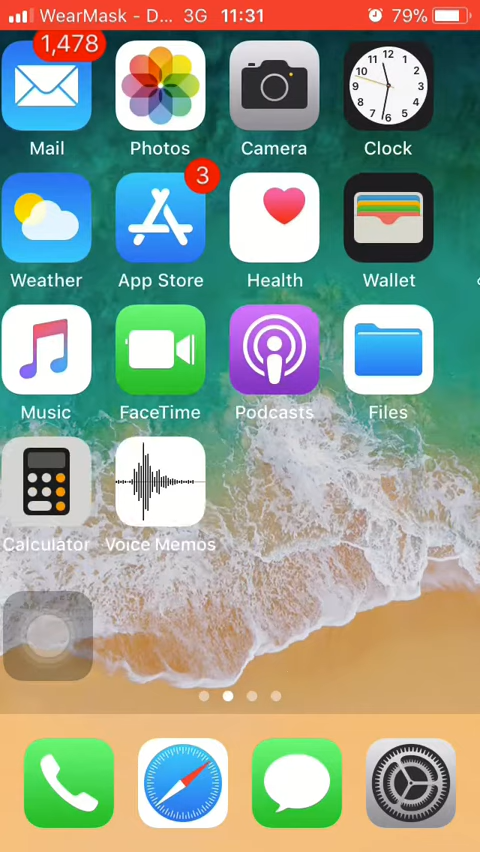 WearMask - D... 3G 11:31 79%
1,478
12
11 1
10 2
9 3
8 4
7 5
6
Mail Photos Camera Clock
3
Weather App Store Health Wallet
Music FaceTime Podcasts Files
Calculator Voice Memos